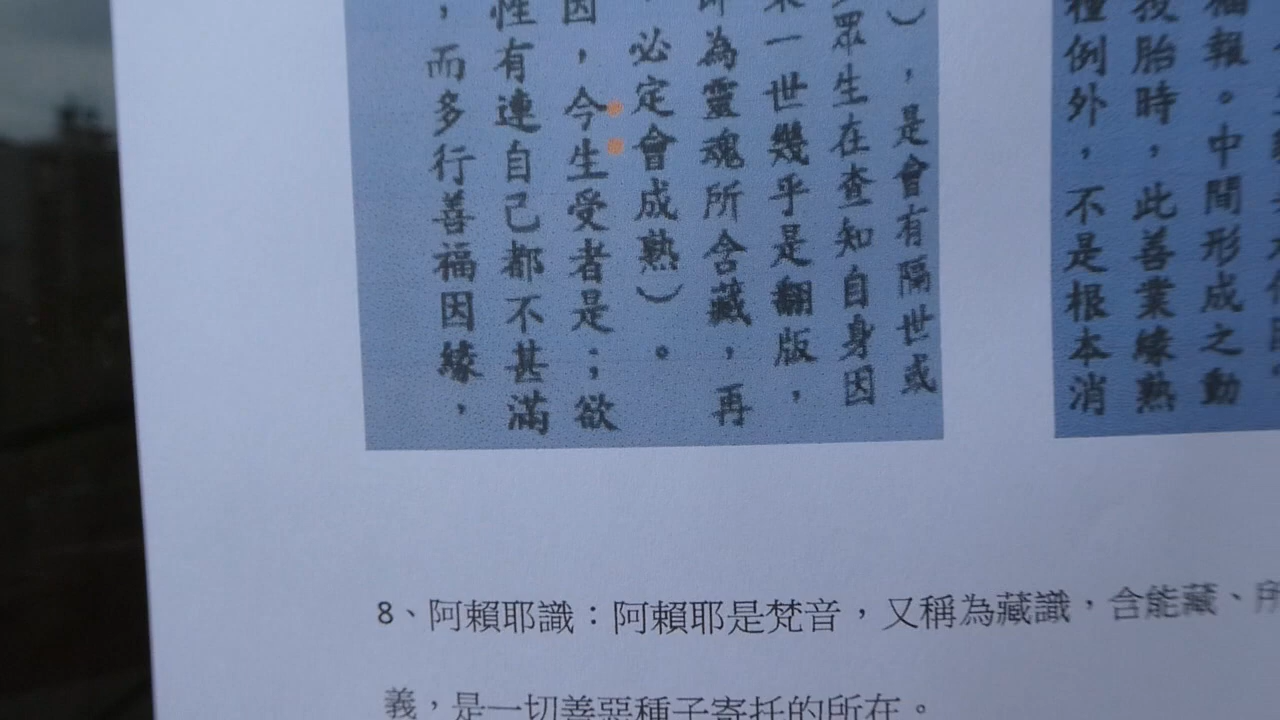 福報。中間形成之動
投胎時，此善業緣熟
種例外，不是根本消
），是會有隔世或
眾生在查知自身因
一世幾乎是翻版，
即為靈魂所含藏，再
，必定會成熟）。
因，今生受者是；欲
性有連自己都不甚滿
，而多行善福因緣，
8、阿賴耶識：阿賴耶是梵音，又稱為藏識，含能藏、所
義，是一切善惡種子寄托的所在。